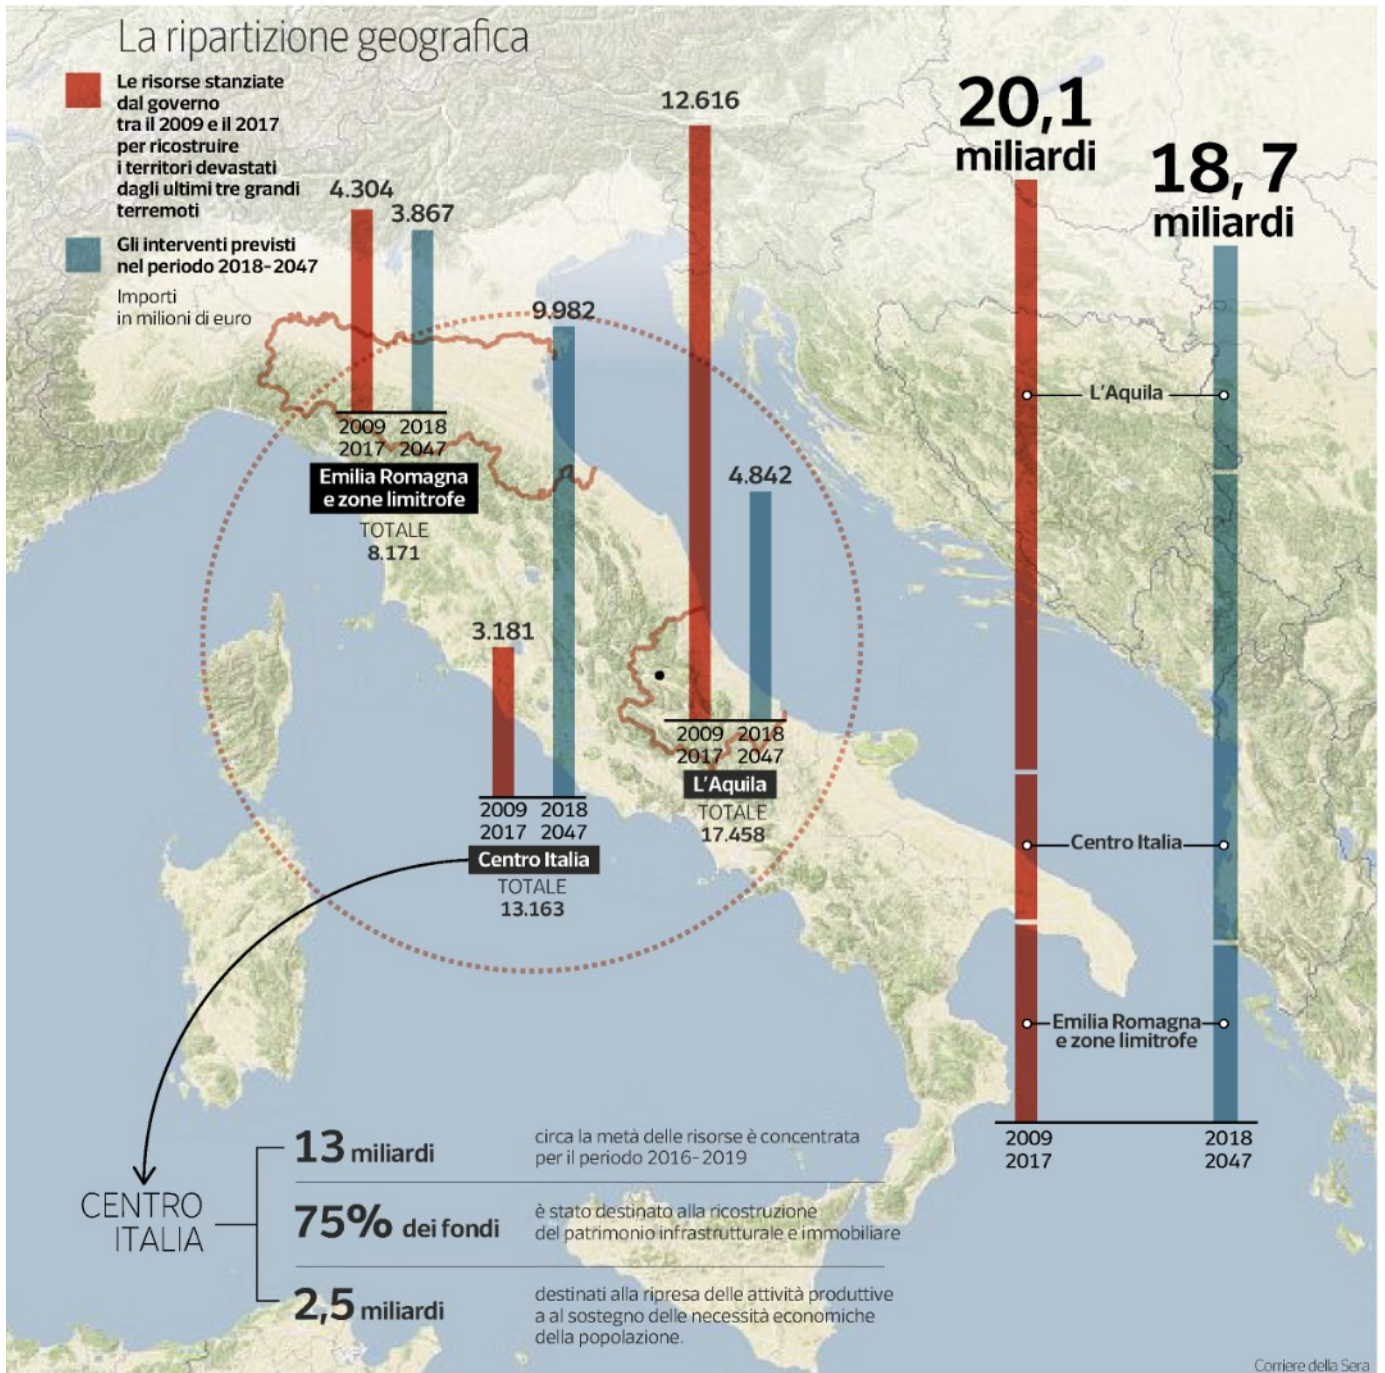 La ripartizione geografica
Le risorse stanziate
dal governo
tra il 2009 e il 2017
per ricostruire
i territori devastati
dagli ultimi tre grandi
terremoti
Gli interventi previsti
nel periodo 2018-2047
Importi
in milioni di euro
4.304
3.867
2009 2018
2017 2047
Emilia Romagna
e zone limitrofe
TOTALE
8.171
3.181
9.982
2009 2018
2017 2047
Centro Italia
TOTALE
13.163
12.616
4.842
2009 2018
2017 2047
L'Aquila
TOTALE
17.458
20,1
miliardi
18, 7
miliardi
L'Aquila
Centro Italia
Emilia Romagna
e zone limitrofe
2009 2018
2017 2047
CENTRO
ITALIA
13 miliardi
circa la metà delle risorse è concentrata
per il periodo 2016-2019
75% dei fondi
è stato destinato alla ricostruzione
del patrimonio infrastrutturale e immobiliare
2,5 miliardi
destinati alla ripresa delle attività produttive
a al sostegno delle necessità economiche
della popolazione.
Corriere della Sera